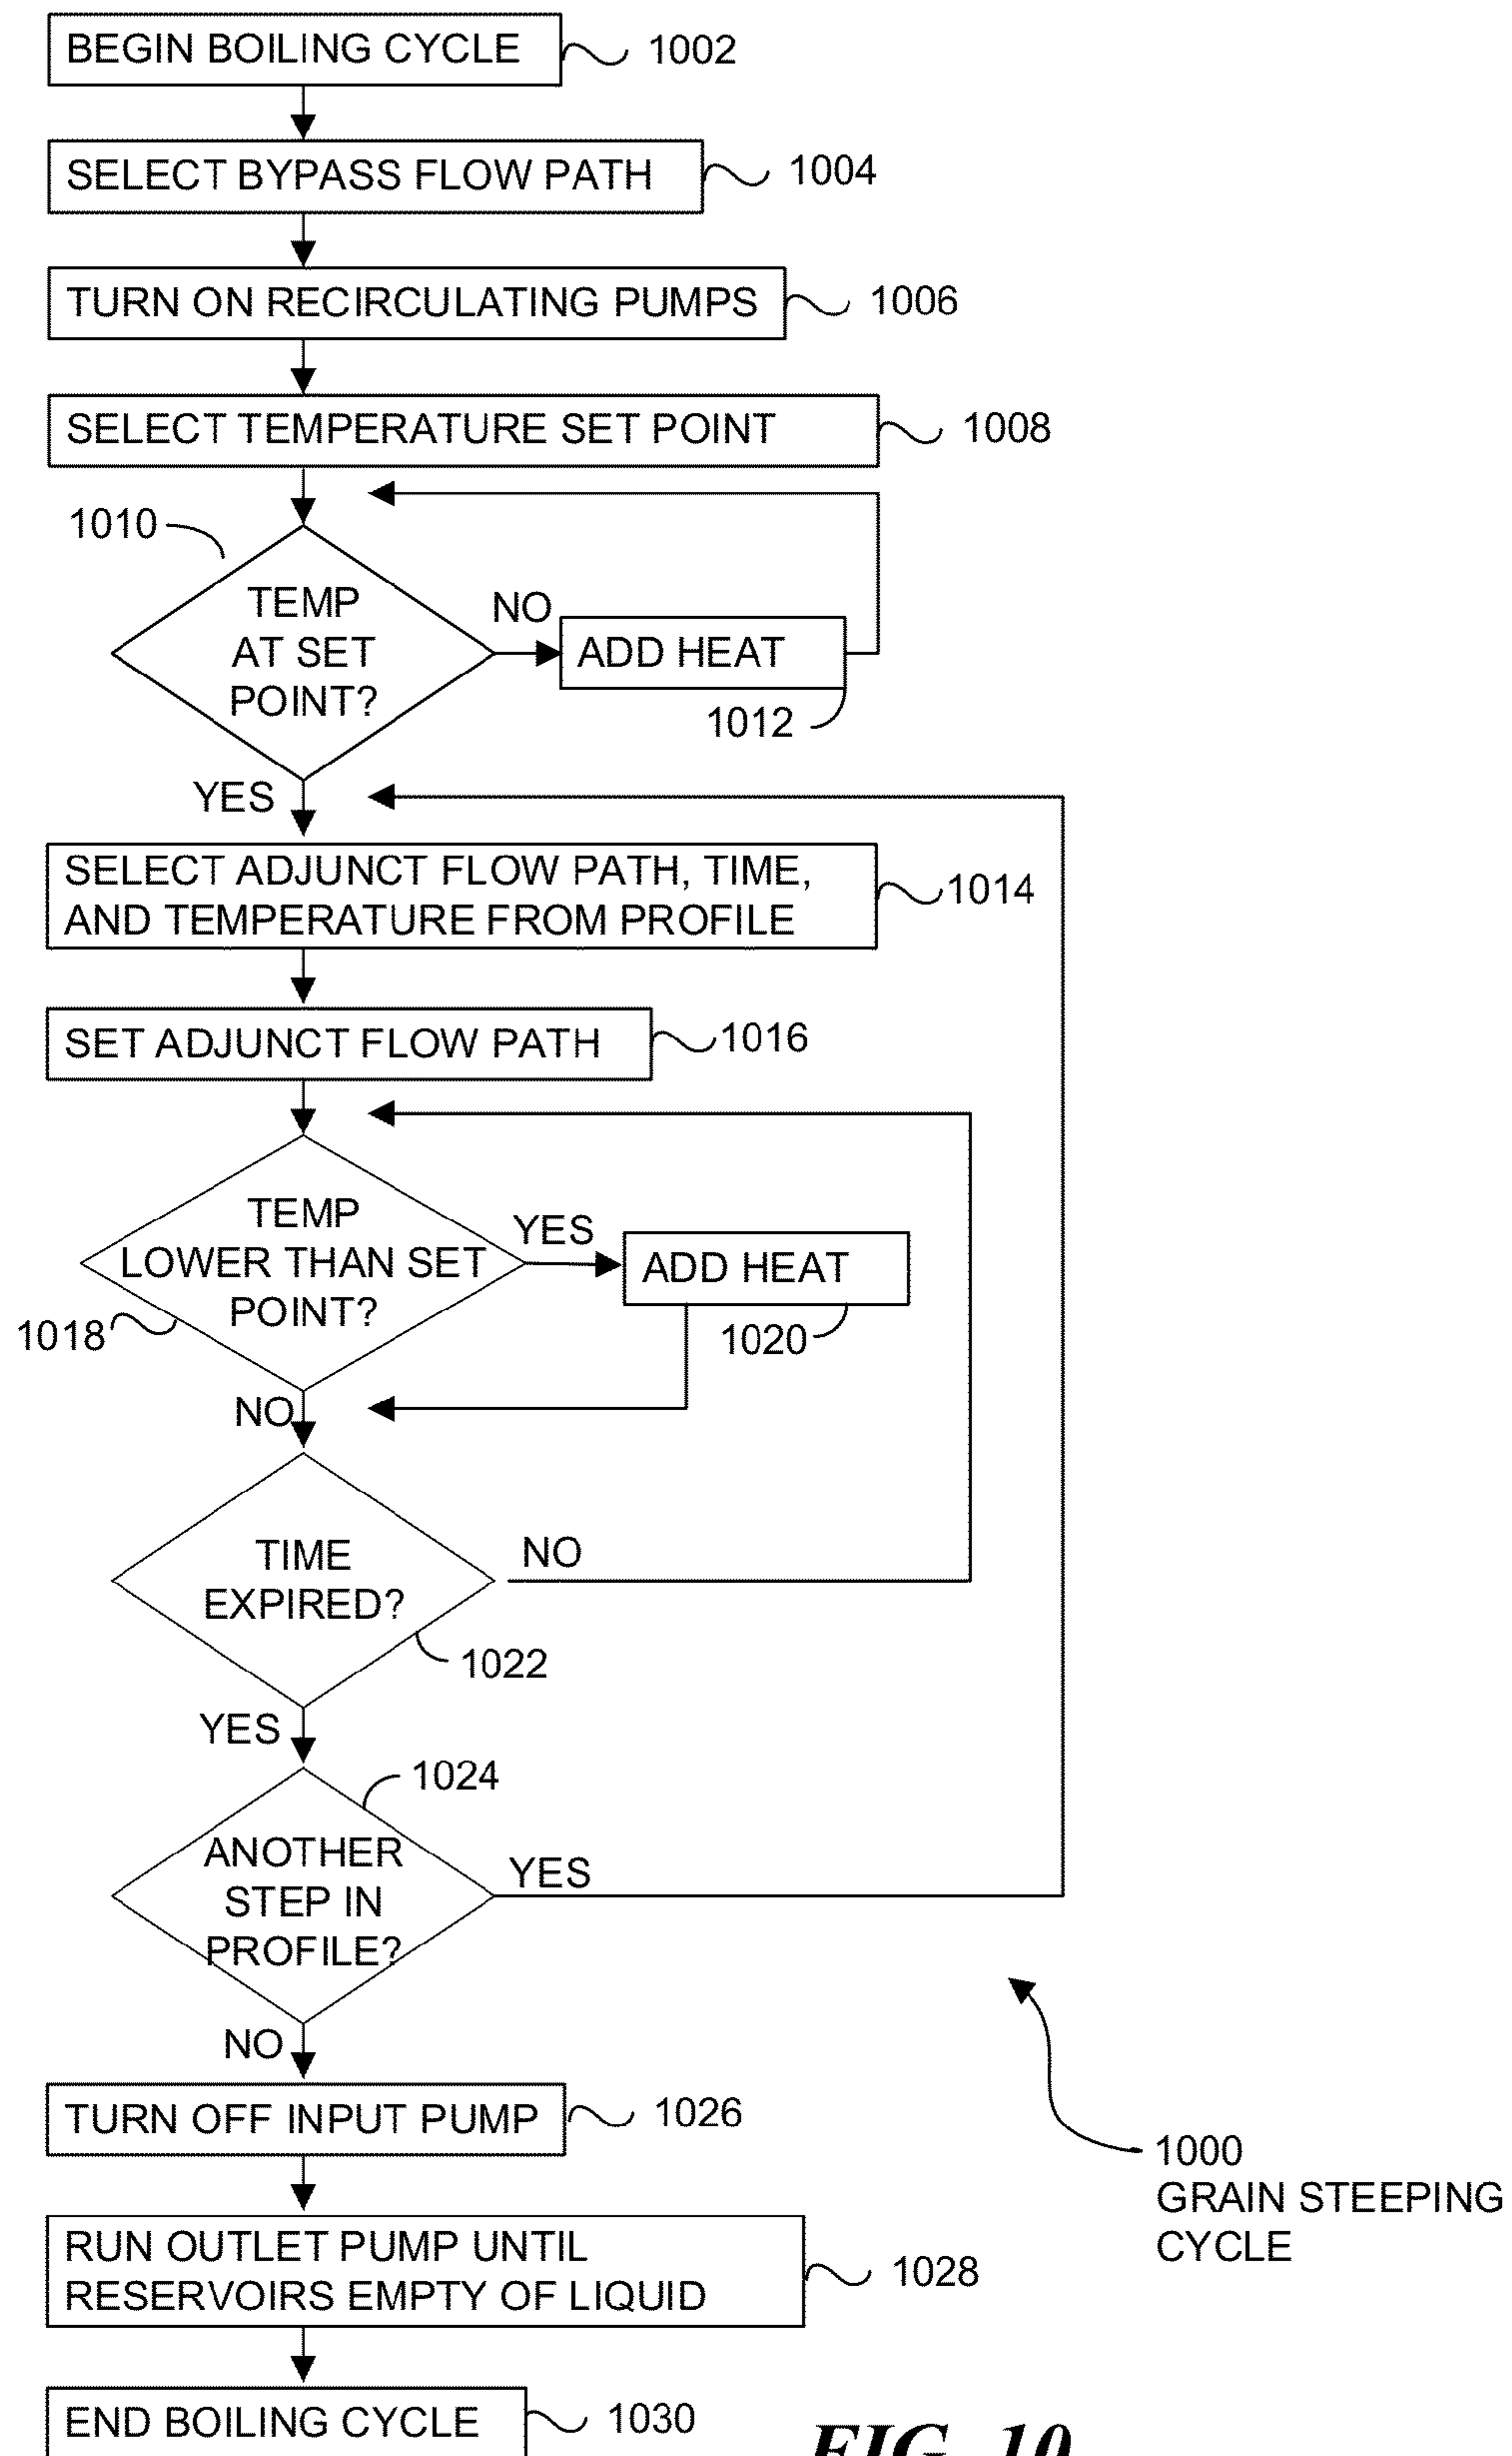 BEGIN BOILING CYCLE
1002
SELECT BYPASS FLOW PATH
1004
TURN ON RECIRCULATING PUMPS
1006
SELECT TEMPERATURE SET POINT
1008
1010
TEMP
AT SET
POINT?
NO
ADD HEAT
1012
YES
SELECT ADJUNCT FLOW PATH, TIME,
AND TEMPERATURE FROM PROFILE
1014
SET ADJUNCT FLOW PATH
1016
TEMP
LOWER THAN SET
POINT?
1018
YES
ADD HEAT
1020
NO
TIME
EXPIRED?
NO
1022
YES
1024
ANOTHER
STEP IN
PROFILE?
YES
NO
TURN OFF INPUT PUMP
1026
1000
GRAIN STEEPING
CYCLE
RUN OUTLET PUMP UNTIL
RESERVOIRS EMPTY OF LIQUID
1028
END BOILING CYCLE
1030
FIG. 10